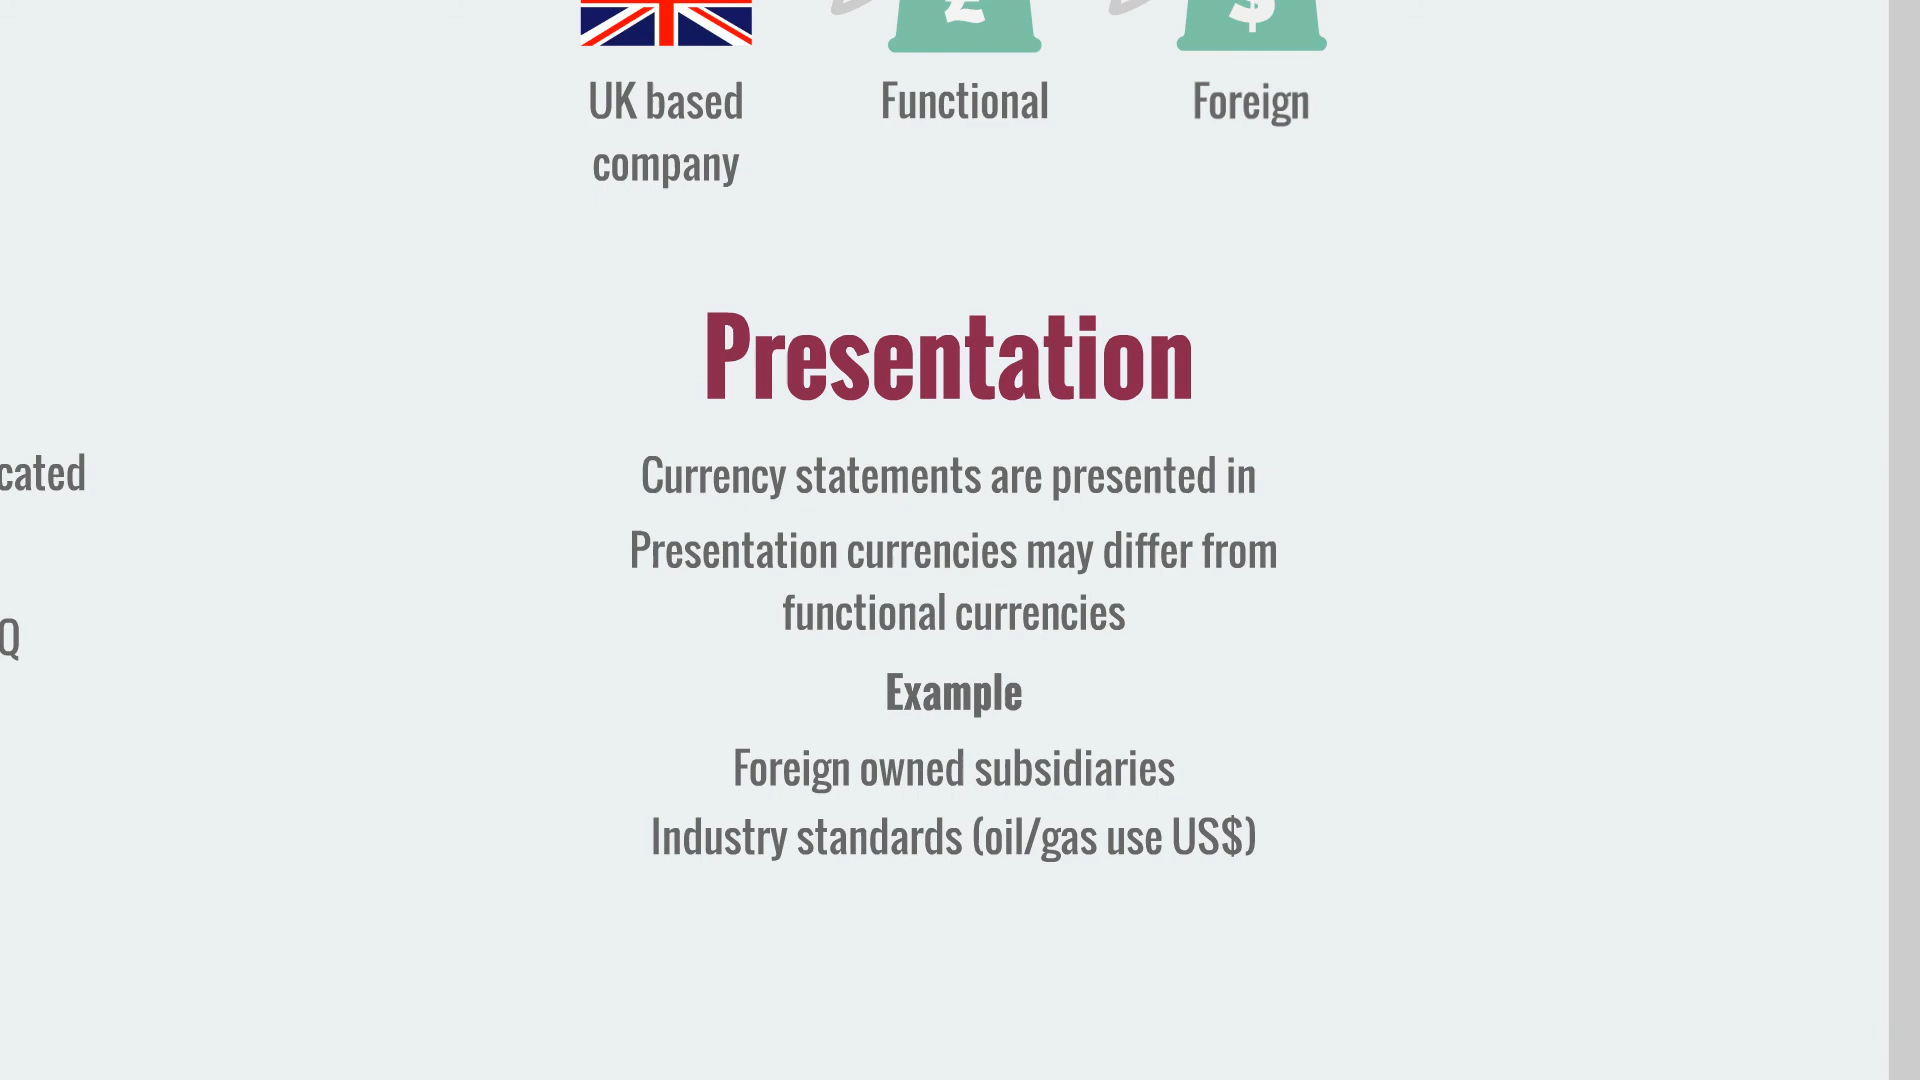 £
$
UK based
company
Functional
Foreign
Presentation
Currency statements are presented in
Presentation currencies may differ from
functional currencies
Example
Foreign owned subsidiaries
Industry standards (oil/gas use US$)
cated
Q